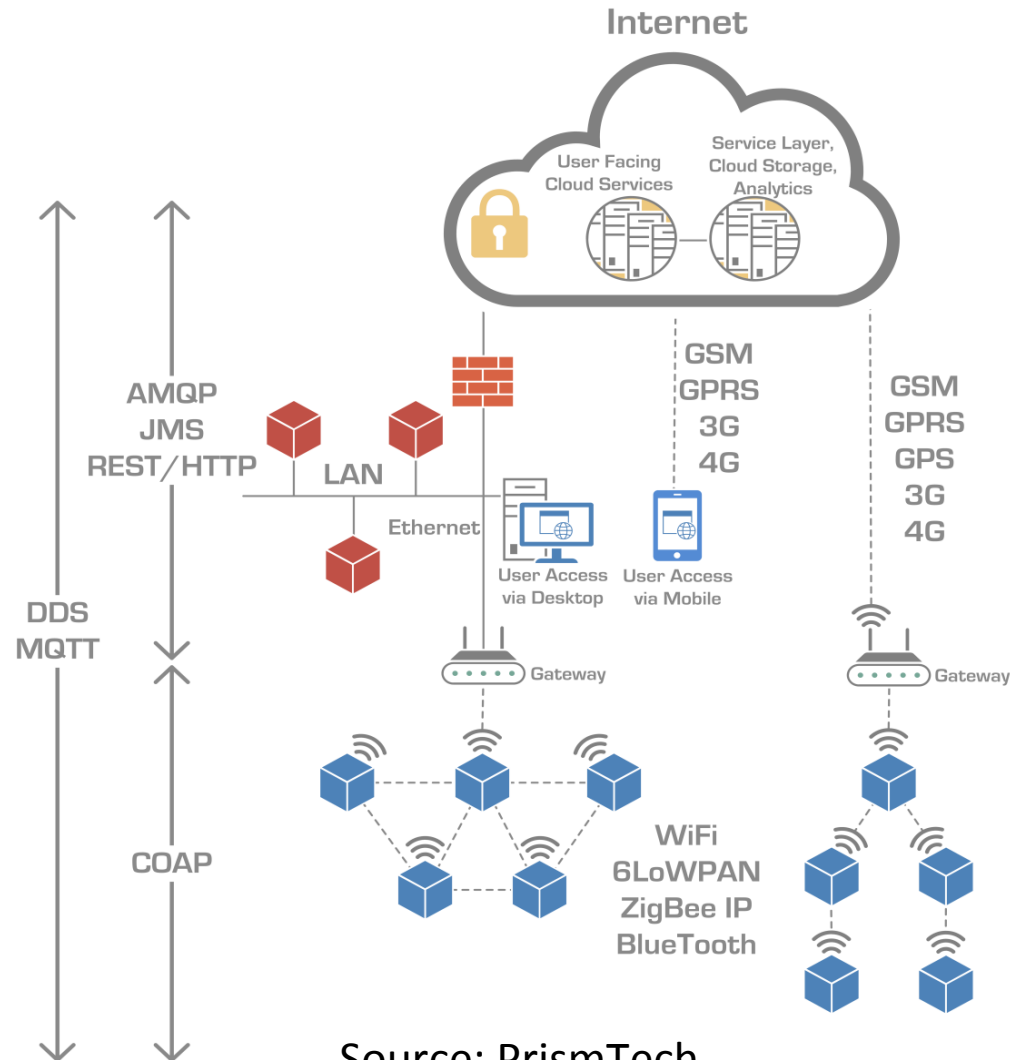 Internet
User Facing
Cloud Services
Service Layer,
Cloud Storage,
Analytics
AMQP
JMS
REST/HTTP
DDS
MQTT
COAP
LAN
Ethernet
User Access
via Desktop
GSM
GPRS
3G
4G
User Access
via Mobile
GSM
GPRS
GPS
3G
4G
Gateway
Gateway
WiFi
6LoWPAN
ZigBee IP
BlueTooth
Source: PrismTech